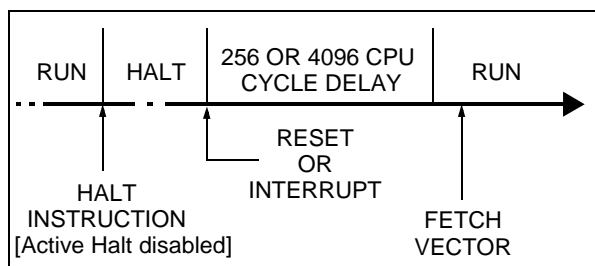 RUN
HALT
256 OR 4096 CPU
CYCLE DELAY
RUN
RESET
OR
INTERRUPT
HALT
INSTRUCTION
[Active Halt disabled]
FETCH
VECTOR